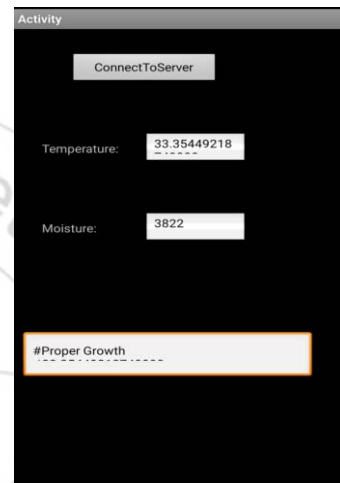 Activity
ConnectToServer
Temperature: 33.35449218
Moisture: 3822
#Proper Growth